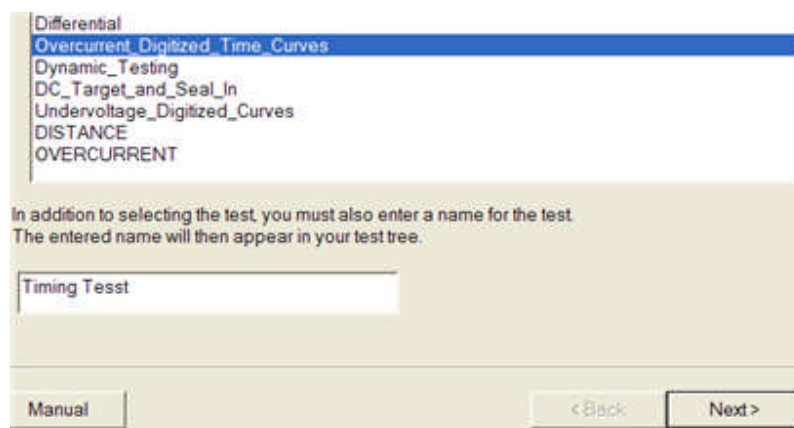 Differential
Overcurrent_Digitized_Time_Curves
Dynamic_Testing
DC_Target_and_Seal_In
Undervoltage_Digitized_Curves
DISTANCE
OVERCURRENT
In addition to selecting the test, you must also enter a name for the test.
The entered name will then appear in your test tree.
Timing Tesst
Manual
< Back
Next >